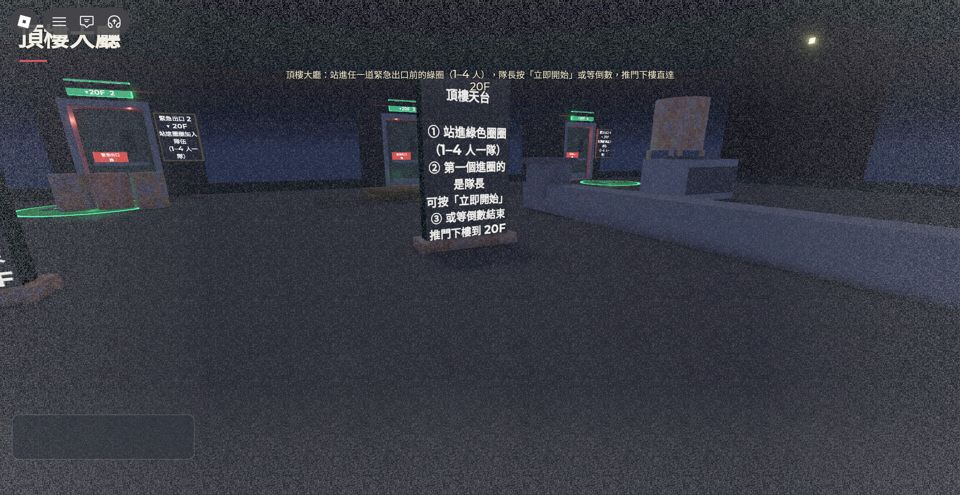 頂樓大廳
頂樓大廳：站進任一道緊急出口前的綠圈（1–4 人），隊長按「立即開始」或等倒數，推門下樓直達
20F
→20F 2
緊急出口 2
→ 20F
站進圈圈加入
隊伍
（1–4 人一
隊）
緊急出口
頂樓天台
① 站進綠色圈圈
（1–4 人一隊）
② 第一個進圈的
是隊長
可按「立即開始」
③ 或等倒數結束
推門下樓到 20F